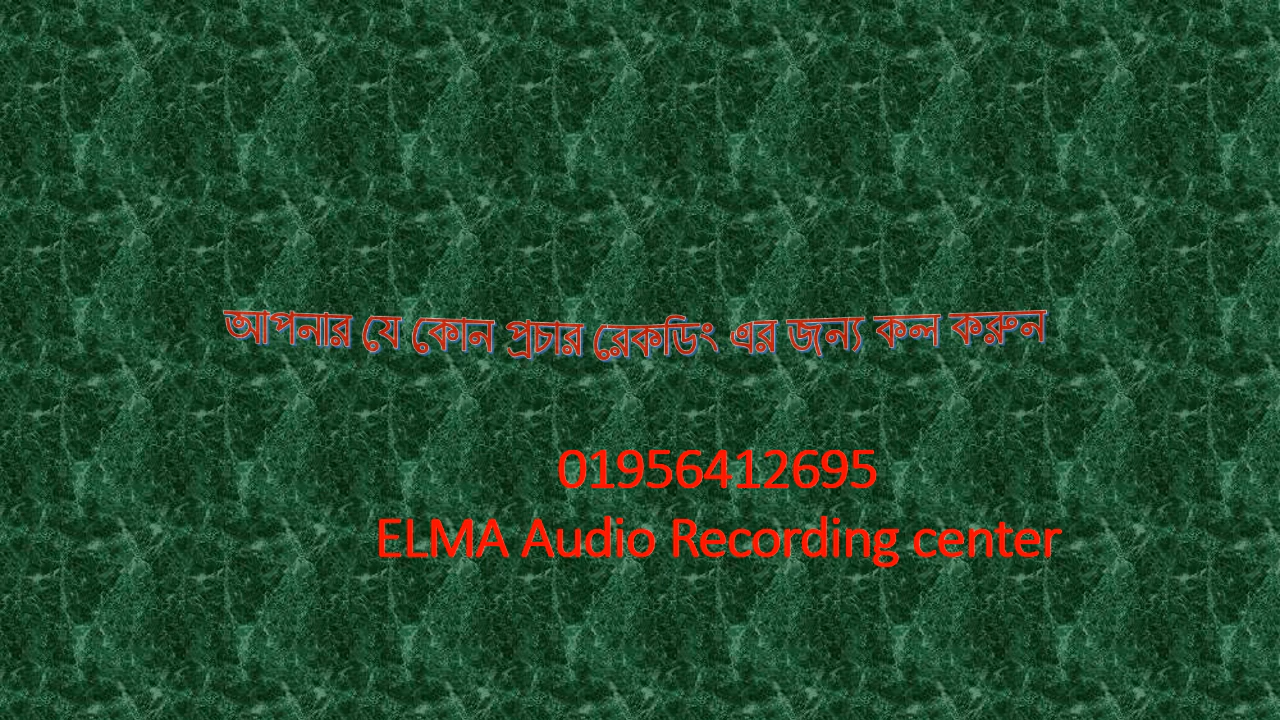 আপনার যে কোন প্রচার রেকডিং এর জন্য কল করুন
01956412695
ELMA Audio Recording center